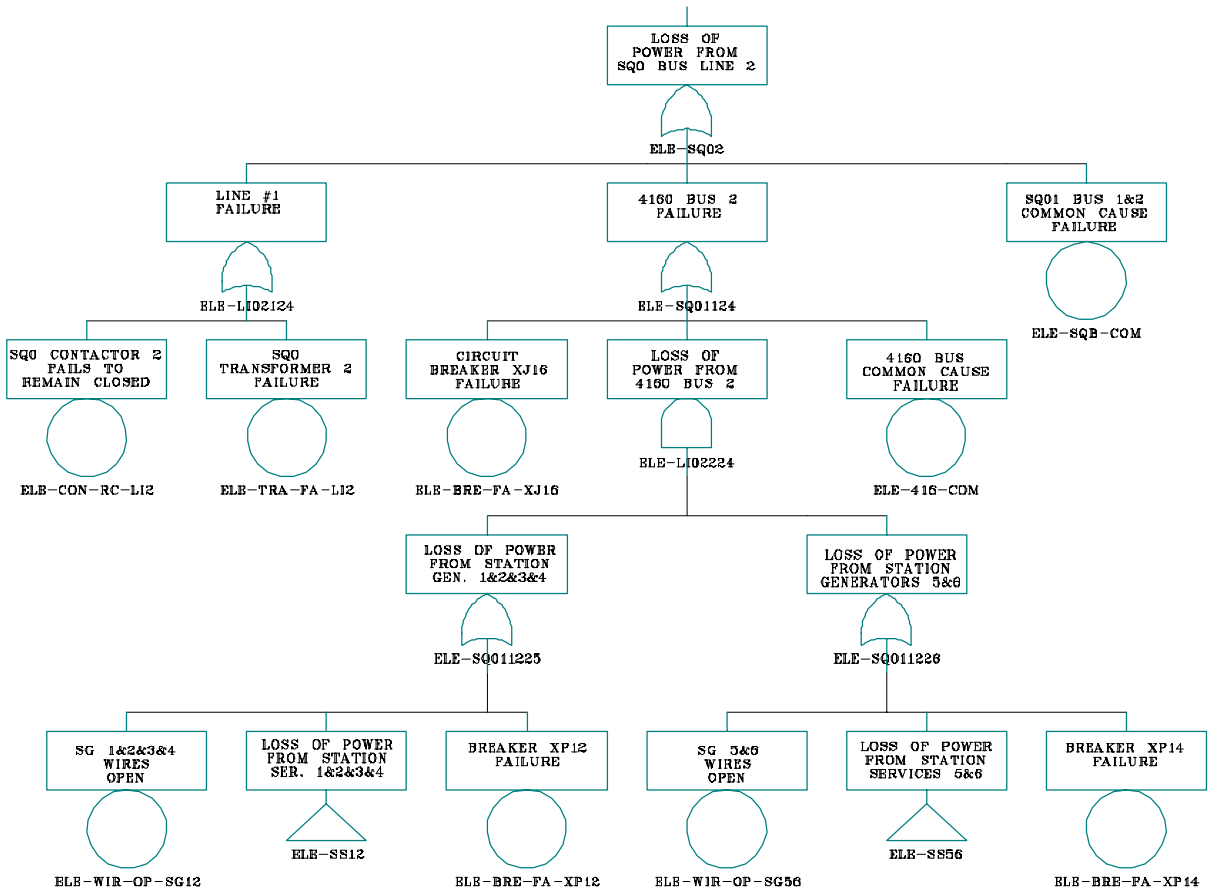 LOSS OF
POWER FROM
SQ0 BUS LINE 2
ELE-SQ02
LINE #1
FAILURE
4160 BUS 2
FAILURE
SQ01 BUS 1&2
COMMON CAUSE
FAILURE
ELE-LI02124
ELE-SQ01124
ELE-SQB-COM
SQ0 CONTACTOR 2
FAILS TO
REMAIN CLOSED
SQ0
TRANSFORMER 2
FAILURE
CIRCUIT
BREAKER XJ16
FAILURE
LOSS OF
POWER FROM
4160 BUS 2
4160 BUS
COMMON CAUSE
FAILURE
ELE-CON-RC-LI2
ELE-TRA-FA-LI2
ELE-BRE-FA-XJ16
ELE-LI02224
ELE-416-COM
LOSS OF POWER
FROM STATION
GEN. 1&2&3&4
LOSS OF POWER
FROM STATION
GENERATORS 5&6
ELE-SQ011225
ELE-SQ011226
SG 1&2&3&4
WIRES
OPEN
LOSS OF POWER
FROM STATION
SER. 1&2&3&4
BREAKER XP12
FAILURE
SG 5&6
WIRES
OPEN
LOSS OF POWER
FROM STATION
SERVICES 5&6
BREAKER XP14
FAILURE
ELE-WIR-OP-SG12
ELE-SS12
ELE-BRE-FA-XP12
ELE-WIR-OP-SG56
ELE-SS56
ELE-BRE-FA-XP14